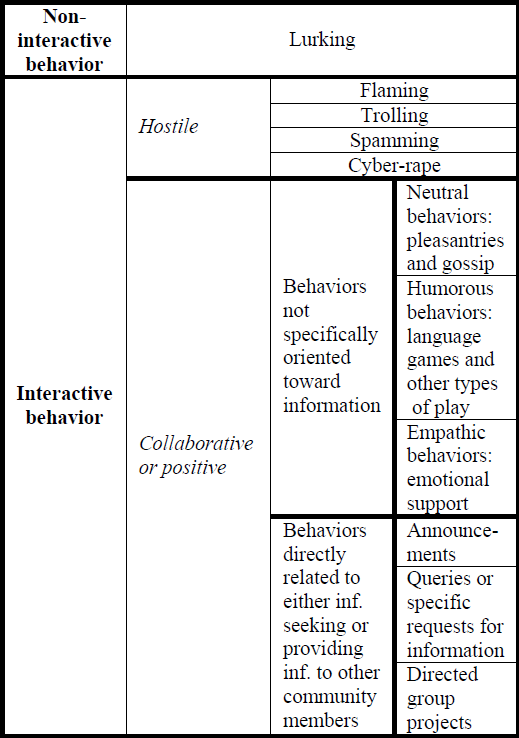 Non-
interactive
behavior
Lurking
Interactive
behavior
Hostile
Flaming
Trolling
Spamming
Cyber-rape
Collaborative
or positive
Behaviors
not
specifically
oriented
toward
information
Neutral
behaviors:
pleasantries
and gossip
Humorous
behaviors:
language
games and
other types
of play
Empathic
behaviors:
emotional
support
Behaviors
directly
related to
either inf.
seeking or
providing
inf. to other
community
members
Announce-
ments
Queries or
specific
requests for
information
Directed
group
projects